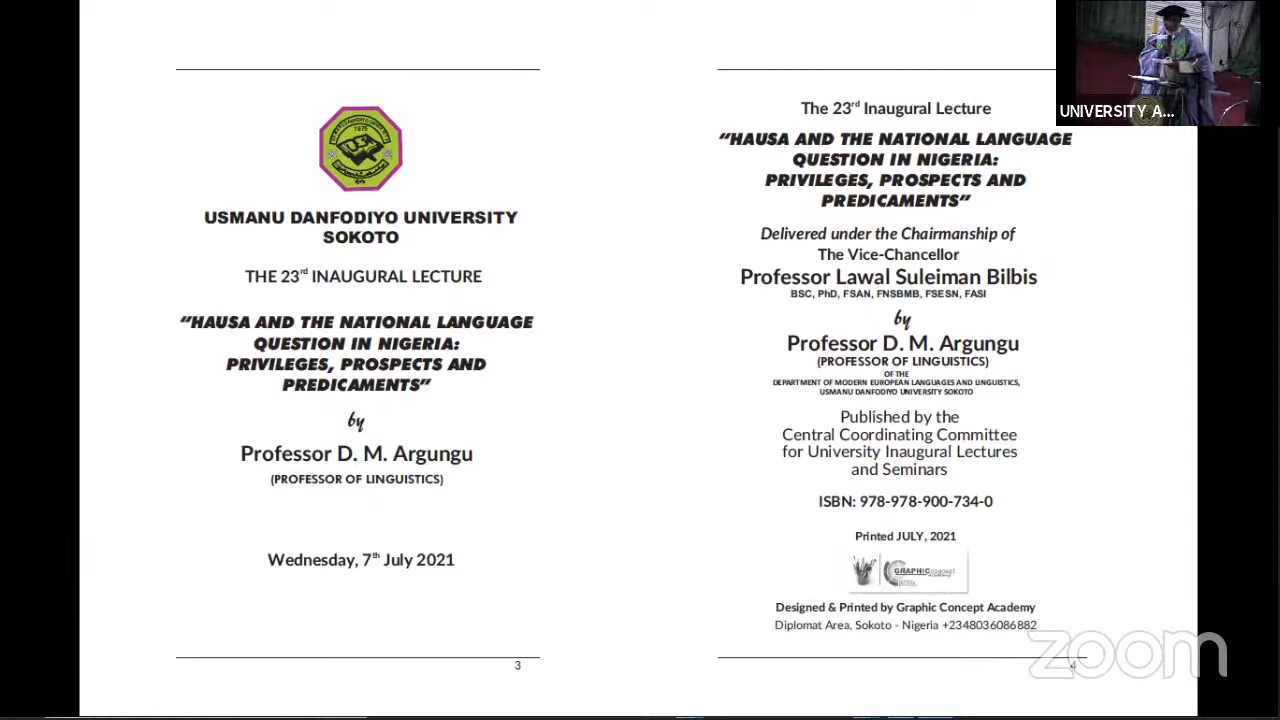 1975
USMANU DANFODIYO UNIVERSITY
SOKOTO
THE 23rd INAUGURAL LECTURE
“HAUSA AND THE NATIONAL LANGUAGE
QUESTION IN NIGERIA:
PRIVILEGES, PROSPECTS AND
PREDICAMENTS”
by
Professor D. M. Argungu
(PROFESSOR OF LINGUISTICS)
Wednesday, 7th July 2021
3
The 23rd Inaugural Lecture
“HAUSA AND THE NATIONAL LANGUAGE
QUESTION IN NIGERIA:
PRIVILEGES, PROSPECTS AND
PREDICAMENTS”
Delivered under the Chairmanship of
The Vice-Chancellor
Professor Lawal Suleiman Bilbis
BSC, PhD, FSAN, FNSBMB, FSESN, FASI
by
Professor D. M. Argungu
(PROFESSOR OF LINGUISTICS)
OF THE
DEPARTMENT OF MODERN EUROPEAN LANGUAGES AND LINGUISTICS,
USMANU DANFODIYO UNIVERSITY SOKOTO
Published by the
Central Coordinating Committee
for University Inaugural Lectures
and Seminars
ISBN: 978-978-900-734-0
Printed JULY, 2021
GRAPHIC concept
Designed & Printed by Graphic Concept Academy
Diplomat Area, Sokoto - Nigeria +2348036086882
4
UNIVERSITY A...
zoom